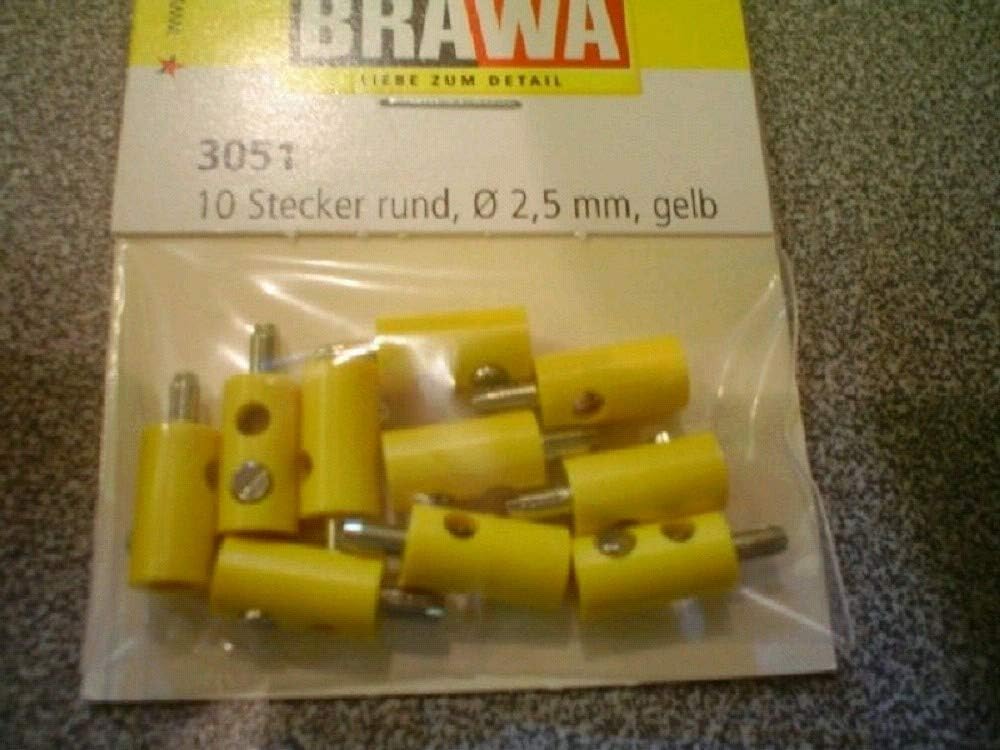 BRAWA
LIEBE ZUM DETAIL
3051
10 Stecker rund, Ø 2,5 mm, gelb